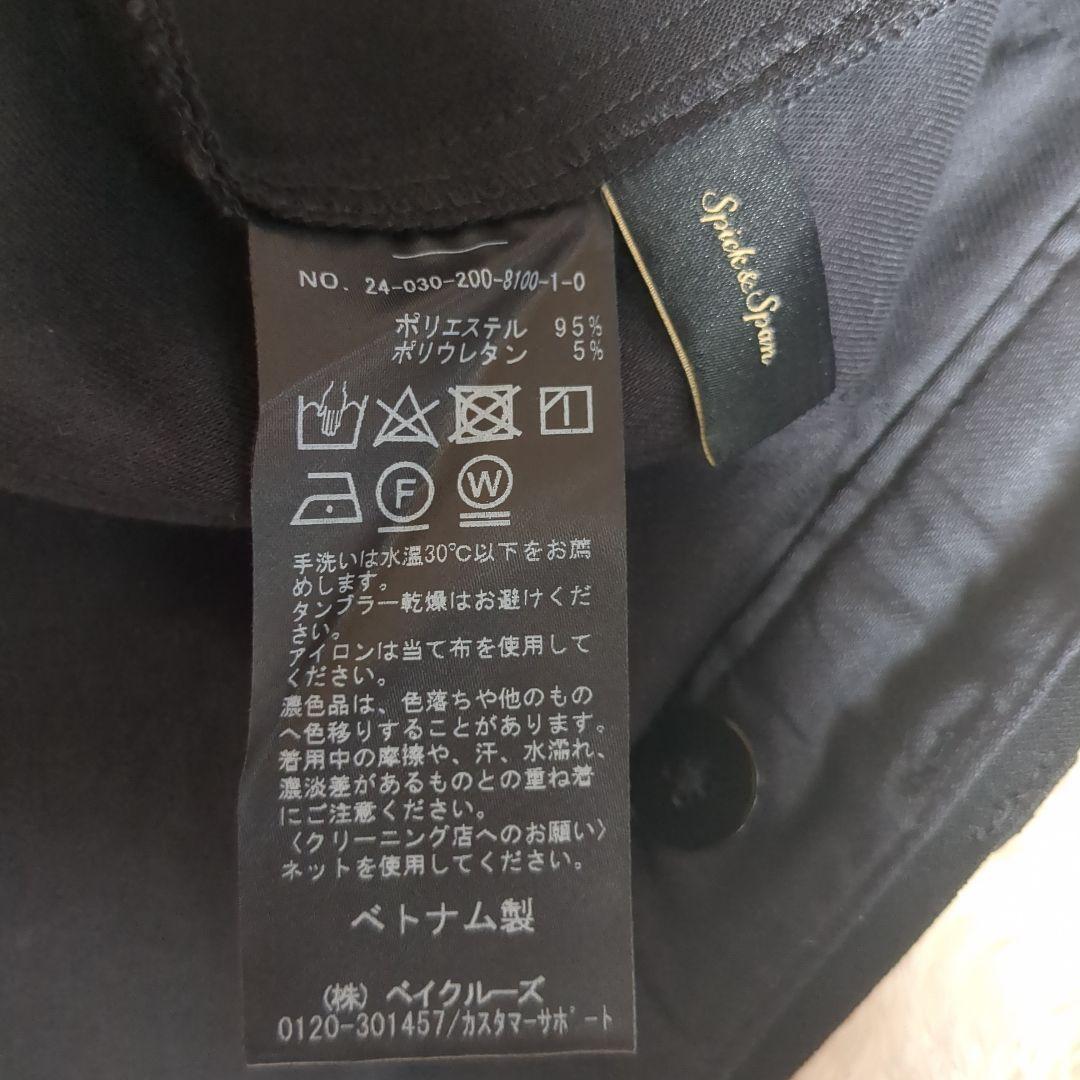 NO. 24-030-200-8100-1-0
ポリエステル 95%
ポリウレタン 5%
F W
手洗いは水温30℃以下をお薦
めします。
タンブラー乾燥はお避けくだ
さい。
アイロンは当て布を使用して
ください。
濃色品は、色落ちや他のもの
へ色移りすることがあります。
着用中の摩擦や、汗、水濡れ、
濃淡差があるものとの重ね着
にご注意ください。
〈クリーニング店へのお願い〉
ネットを使用してください。
ベトナム製
(株) ベイクルーズ
0120-301457/カスタマーサポート
Spick & Span